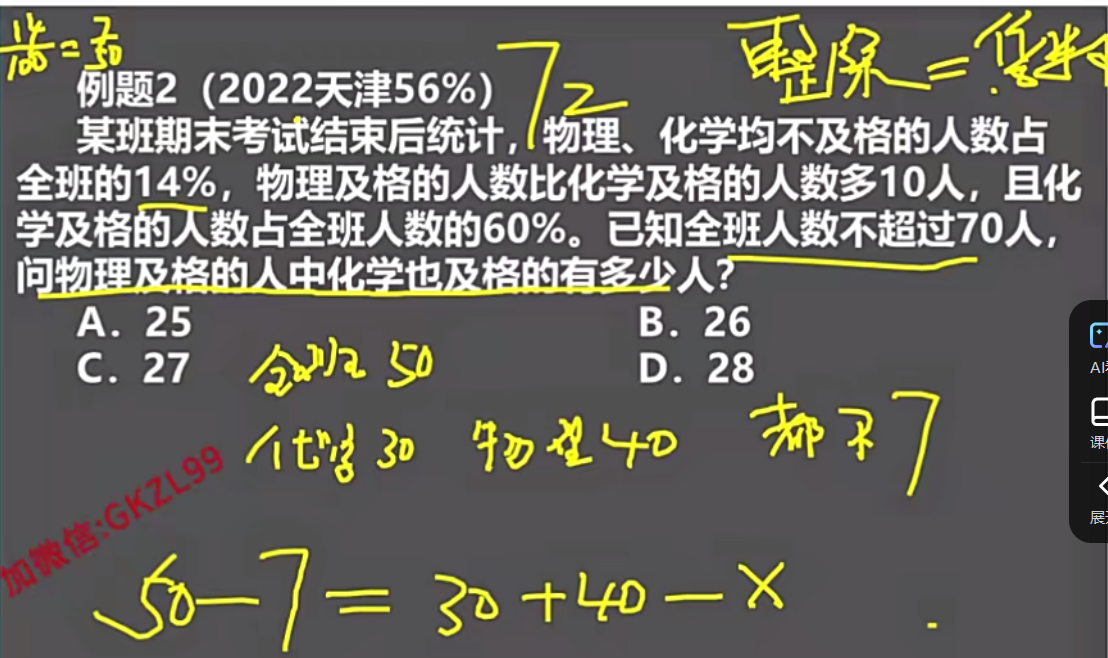 14/100 = 7/50
72
整除 = 倍数
例题2（2022天津56%）
某班期末考试结束后统计，物理、化学均不及格的人数占
全班的14%，物理及格的人数比化学及格的人数多10人，且化
学及格的人数占全班人数的60%。已知全班人数不超过70人，
问物理及格的人中化学也及格的有多少人？
A．25
B．26
C．27
D．28
全班 50
化学 30 物理 40 都不 7
加微信:GKZL99
50-7=30+40-x
AI
展开